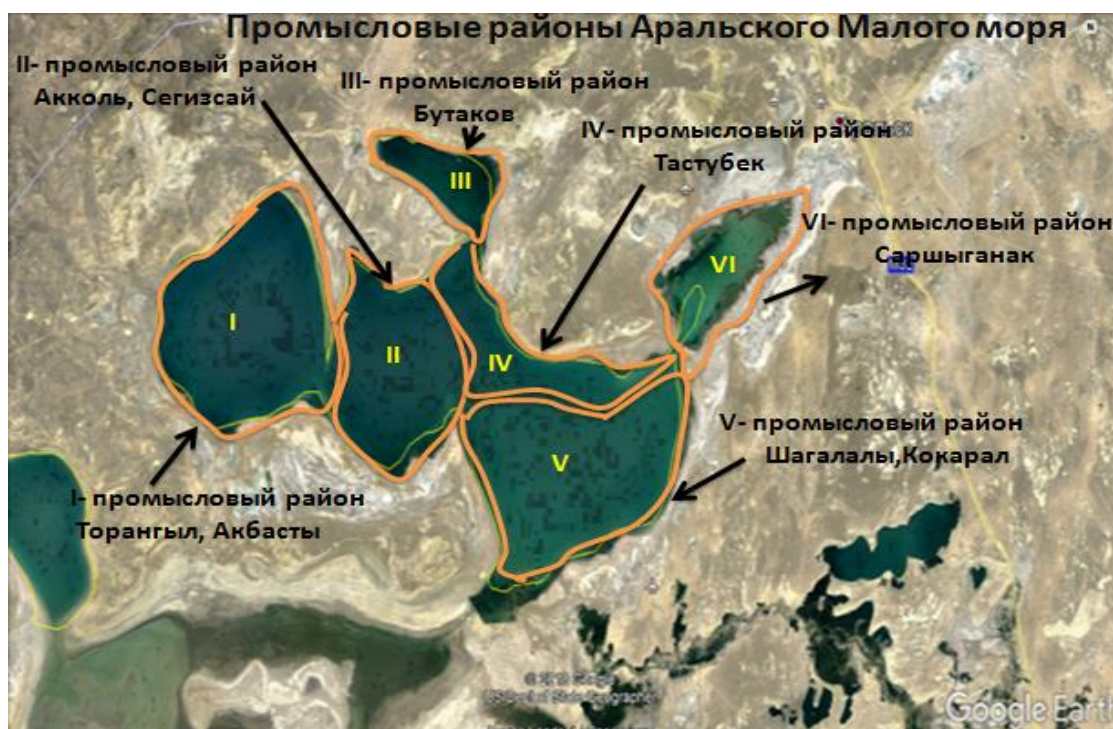 Промысловые районы Аральского Малого моря
II- промысловый район
Акколь, Сегизсай
III- промысловый район
Бутаков
IV- промысловый район
Тастубек
VI- промысловый район
Саршыганак
III
VI
I
II
IV
V
V- промысловый район
Шагалалы,Кокарал
I- промысловый район
Торангыл, Акбасты
Google Earth